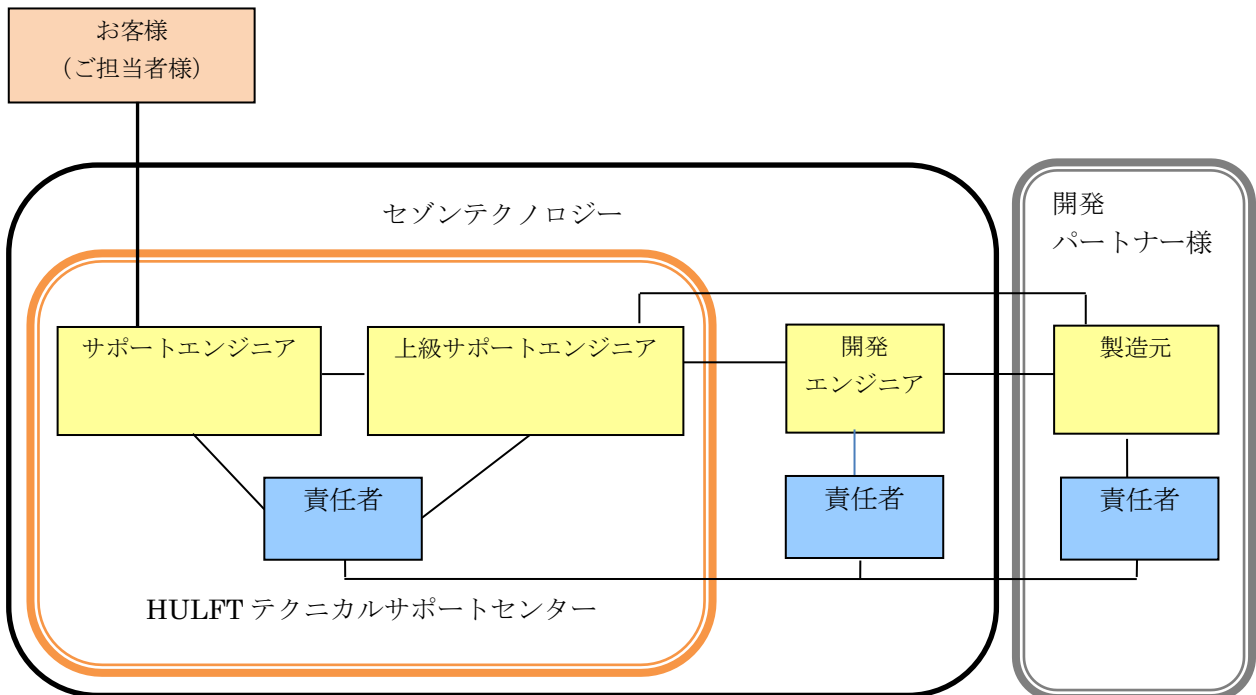 お客様
（ご担当者様）
セゾンテクノロジー
開発
パートナー様
サポートエンジニア
上級サポートエンジニア
開発
エンジニア
製造元
責任者
責任者
責任者
HULFT テクニカルサポートセンター